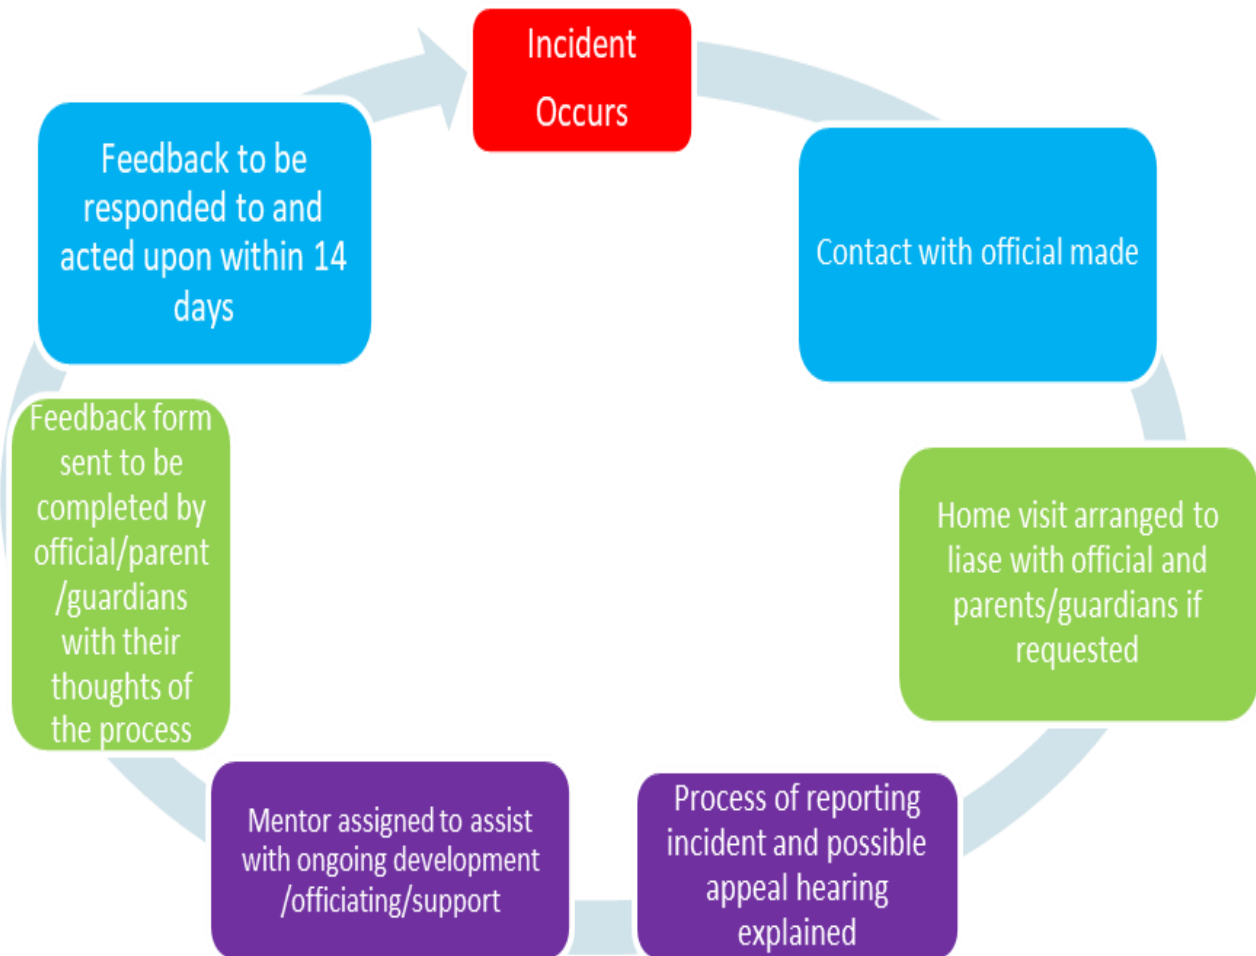 Incident
Occurs
Contact with official made
Home visit arranged to
liase with official and
parents/guardians if
requested
Process of reporting
incident and possible
appeal hearing
explained
Mentor assigned to assist
with ongoing development
/officiating/support
Feedback form
sent to be
completed by
official/parent
/guardians
with their
thoughts of
the process
Feedback to be
responded to and
acted upon within 14
days